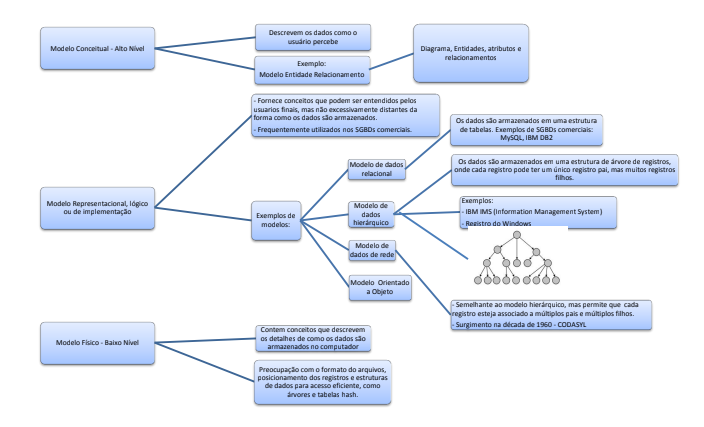 Modelo Conceitual - Alto Nível
Descrevem os dados como o
usuário percebe
Exemplo:
Modelo Entidade Relacionamento
Diagrama, Entidades, atributos e
relacionamentos
Modelo Representacional, lógico
ou de implementação
- Fornece conceitos que podem ser entendidos pelos
usuarios finais, mas não excessivamente distantes da
forma como os dados são armazenados.
- Frequentemente utilizados nos SGBDs comerciais.
Exemplos de
modelos:
Modelo de dados
relacional
Os dados são armazenados em uma estrutura
de tabelas. Exemplos de SGBDs comerciais:
MySQL, IBM DB2
Modelo de
dados
hierárquico
Os dados são armazenados em uma estrutura de árvore de registros,
onde cada registro pode ter um único registro pai, mas muitos registros
filhos.
Exemplos:
- IBM IMS (Information Management System)
- Registro do Windows
Modelo de
dados de rede
- Semelhante ao modelo hierárquico, mas permite que cada
registro esteja associado a múltiplos pais e múltiplos filhos.
- Surgimento na década de 1960 - CODASYL
Modelo Orientado
a Objeto
Modelo Físico - Baixo Nível
Contem conceitos que descrevem
os detalhes de como os dados são
armazenados no computador
Preocupação com o formato do arquivos,
posicionamento dos registros e estruturas
de dados para acesso eficiente, como
árvores e tabelas hash.